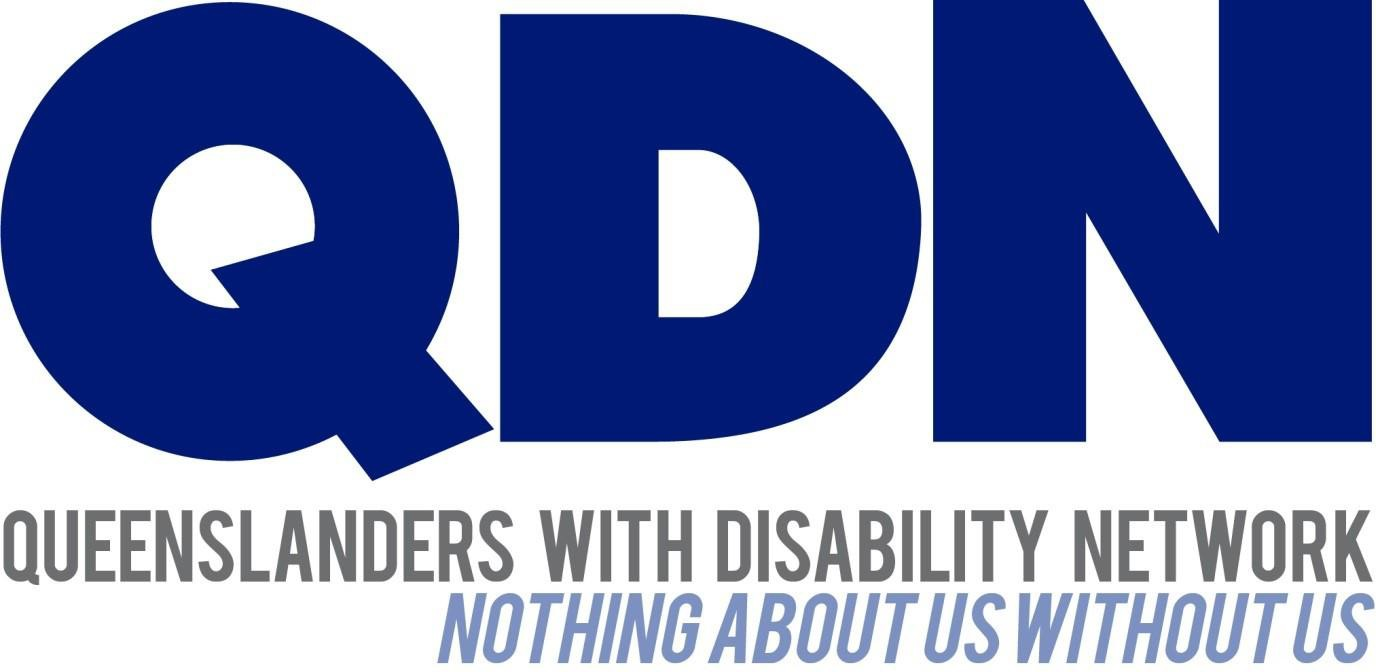 QDN
QUEENSLANDERS WITH DISABILITY NETWORK
NOTHING ABOUT US WITHOUT US